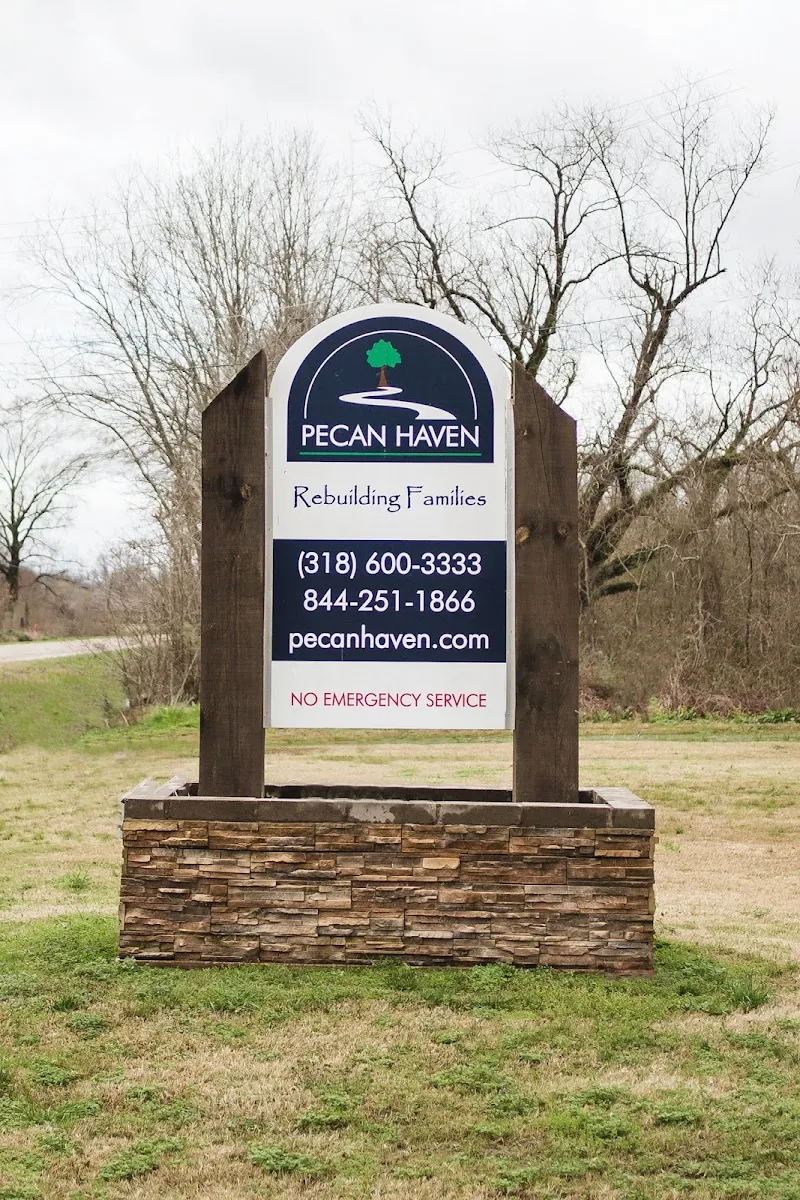 PECAN HAVEN
Rebuilding Families
(318) 600-3333
844-251-1866
pecanhaven.com
NO EMERGENCY SERVICE